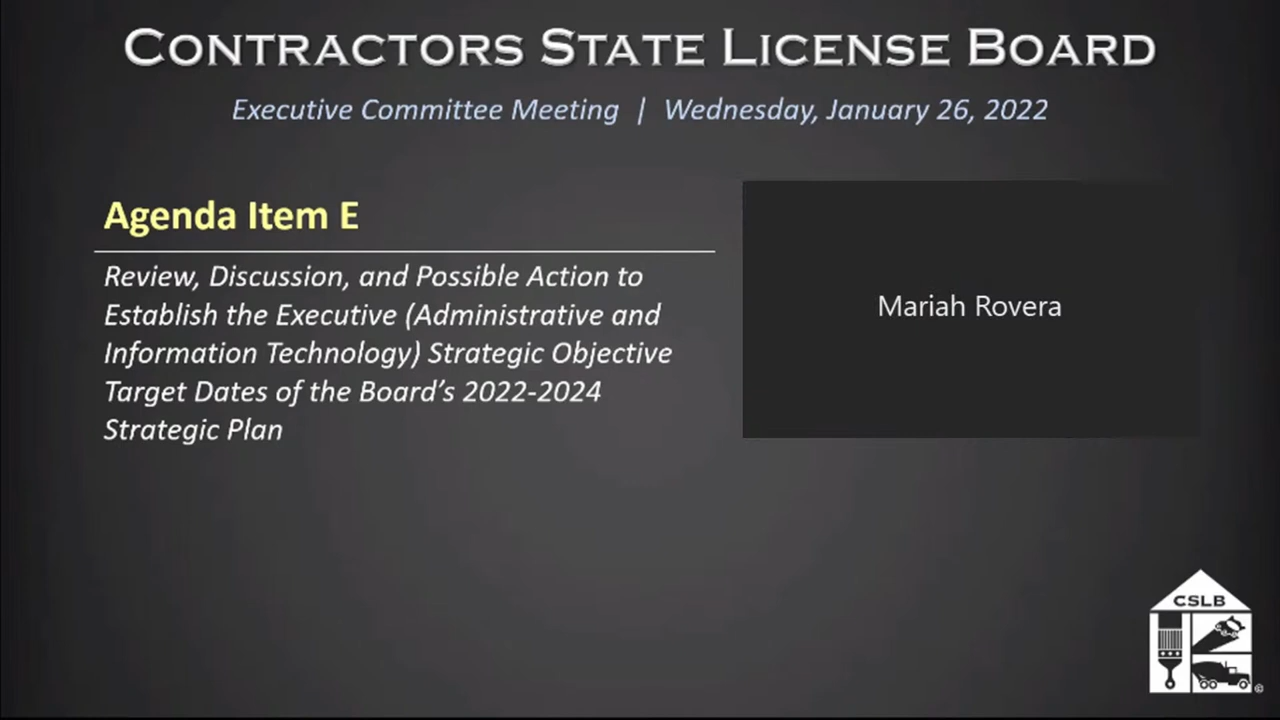 CONTRACTORS STATE LICENSE BOARD
Executive Committee Meeting | Wednesday, January 26, 2022
Agenda Item E
Review, Discussion, and Possible Action to
Establish the Executive (Administrative and
Information Technology) Strategic Objective
Target Dates of the Board’s 2022-2024
Strategic Plan
Mariah Rovera
CSLB
©